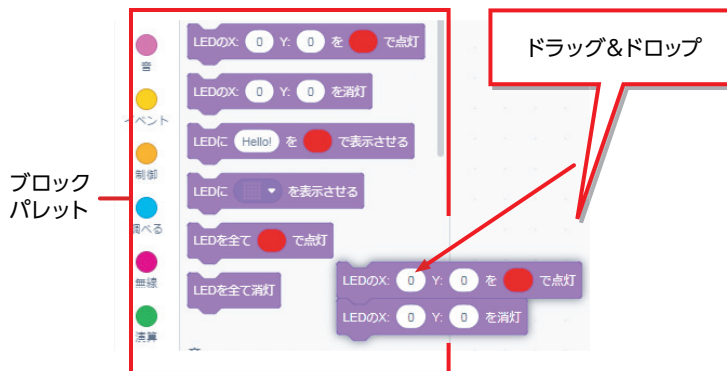 ブロック
パレット
音
イベント
制御
調べる
無線
演算
LEDのX: 0 Y: 0 を で点灯
LEDのX: 0 Y: 0 を消灯
LEDに Hello! を で表示させる
LEDに を表示させる
LEDを全て で点灯
LEDを全て消灯
ドラッグ&ドロップ
LEDのX: 0 Y: 0 を で点灯
LEDのX: 0 Y: 0 を消灯